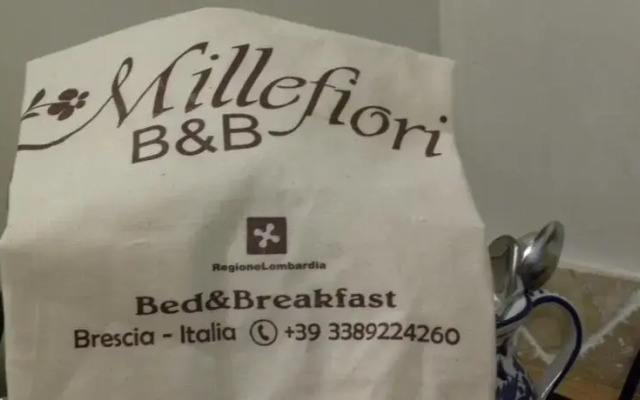 Millefiori
B&B
RegioneLombardia
Bed&Breakfast
Brescia - Italia +39 3389224260